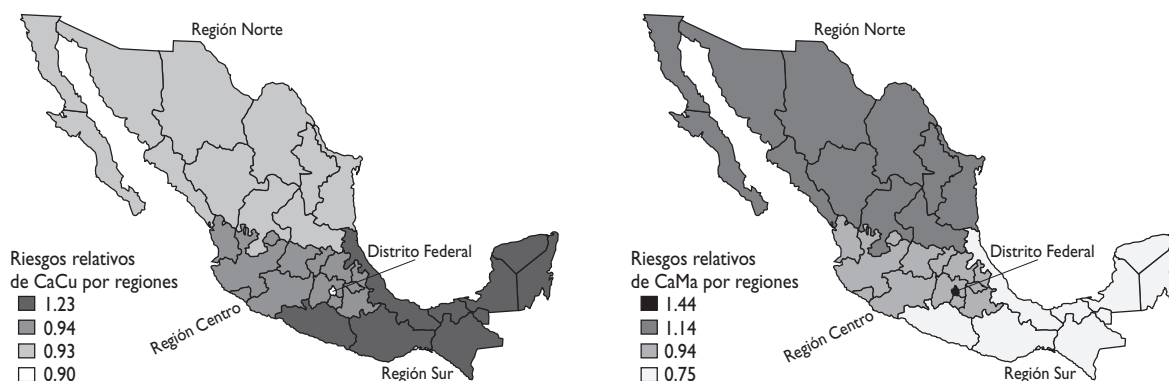 Región Norte
Distrito Federal
Riesgos relativos
de CaCu por regiones
1.23
0.94
0.93
0.90
Región Centro
Región Sur
Región Norte
Distrito Federal
Riesgos relativos
de CaMa por regiones
1.44
1.14
0.94
0.75
Región Centro
Región Sur